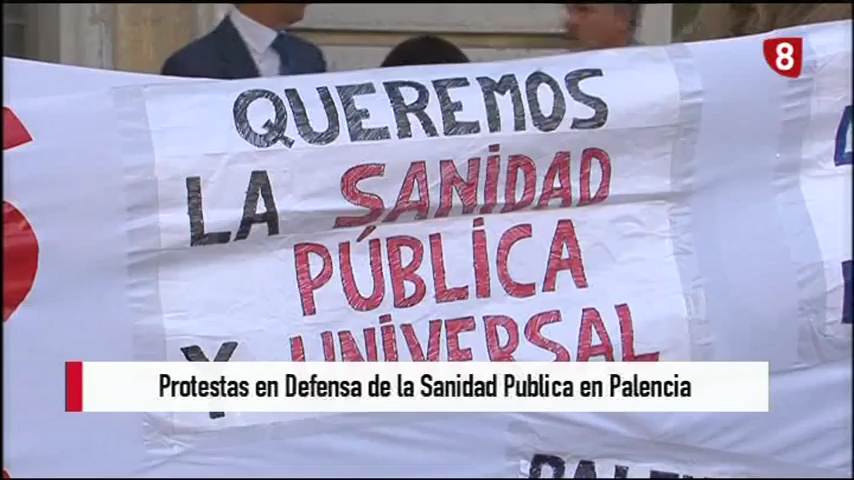 8
QUEREMOS
LA SANIDAD
PÚBLICA
Y UNIVERSAL
Protestas en Defensa de la Sanidad Publica en Palencia